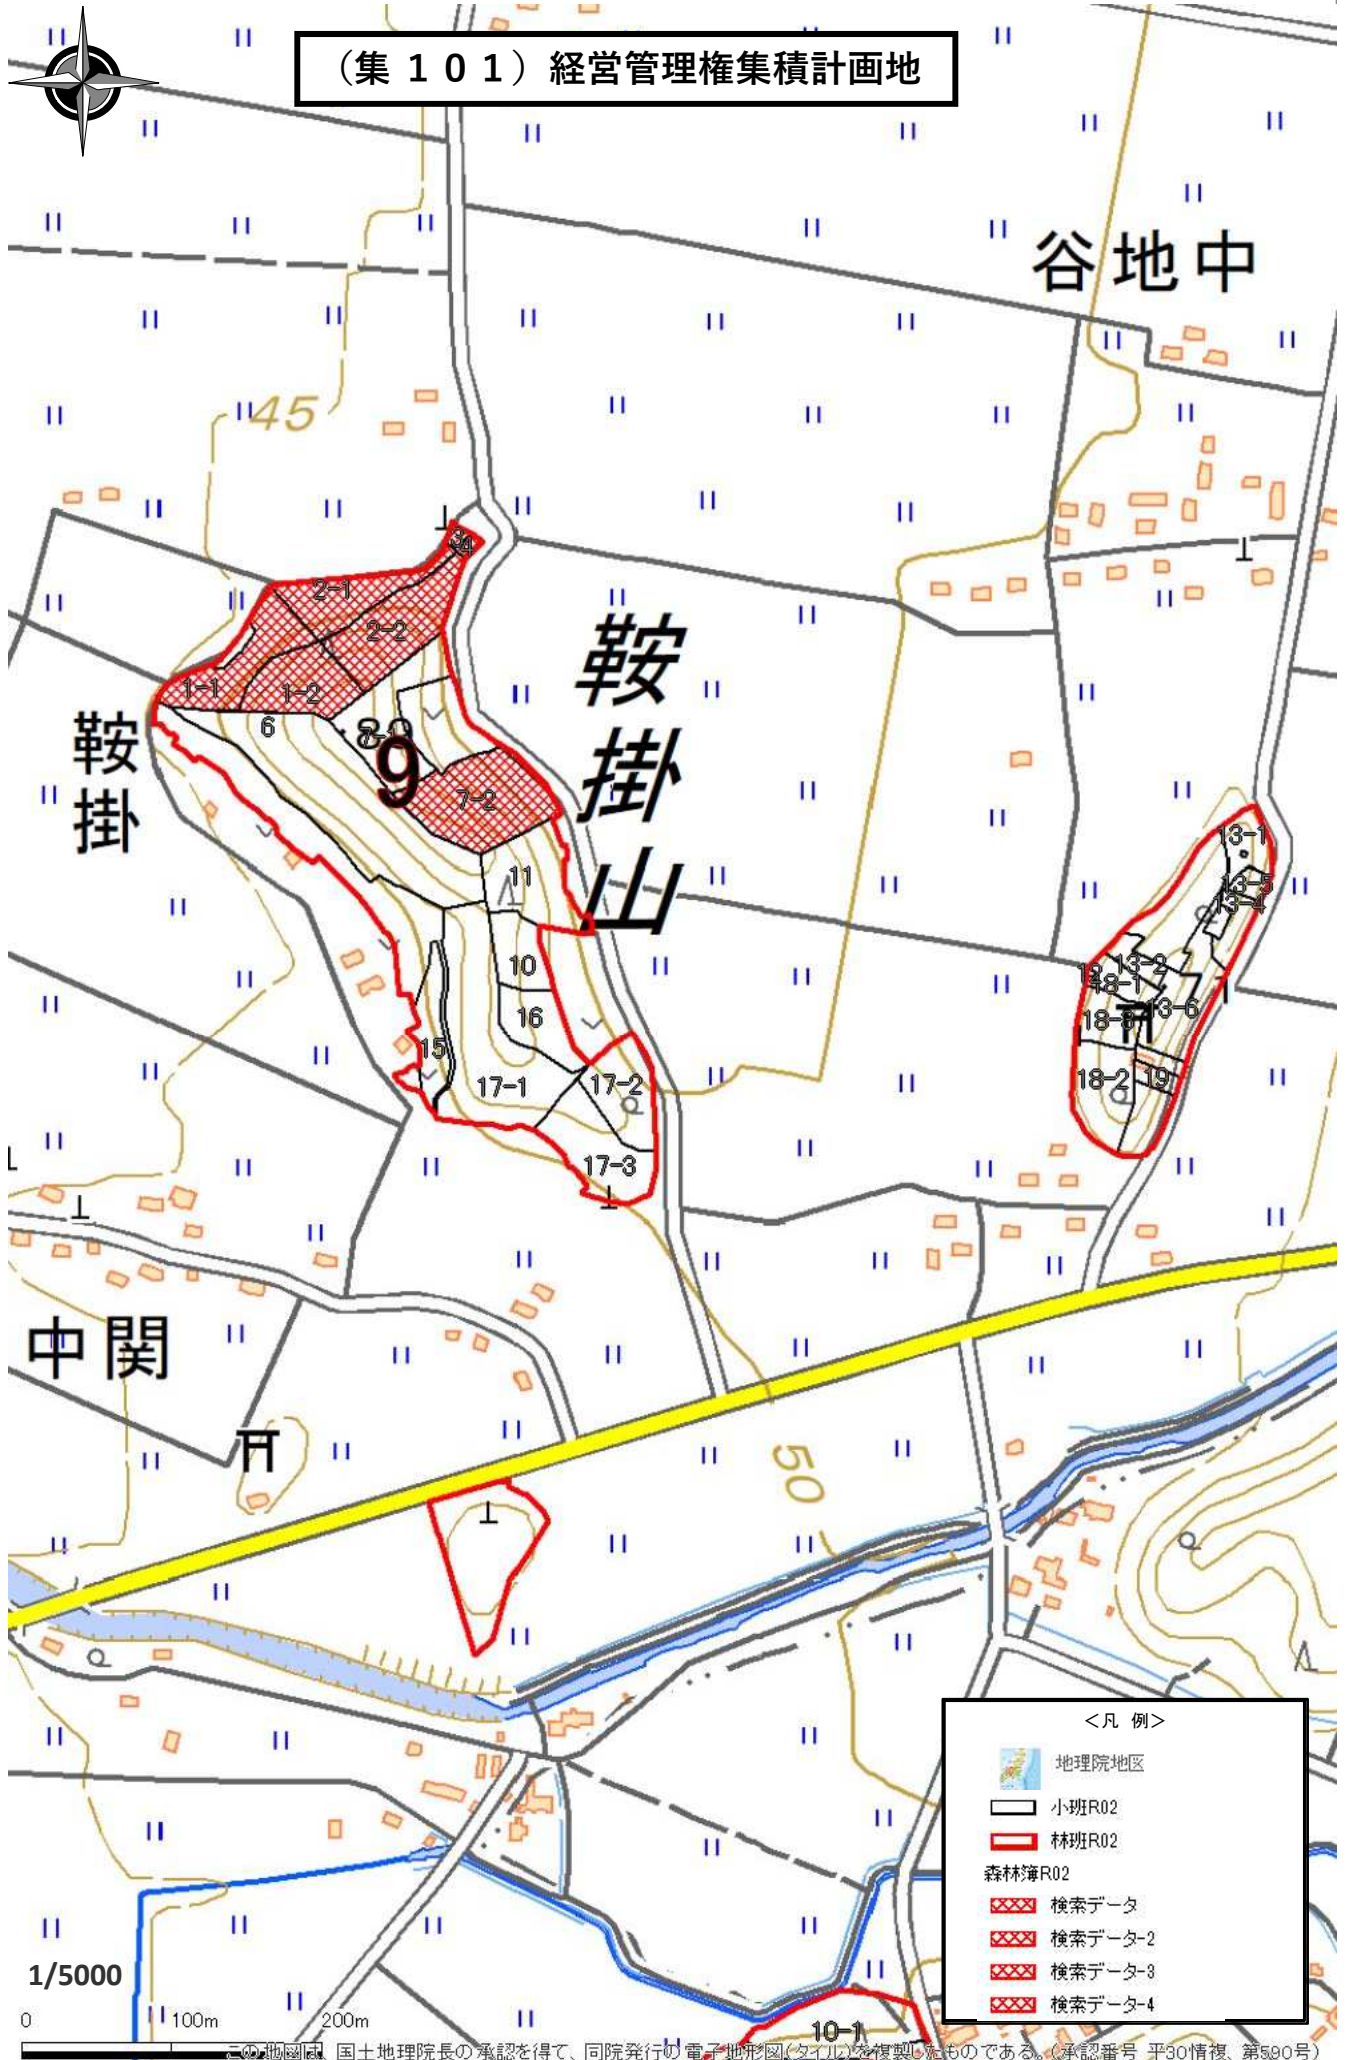 （集 １０１）経営管理権集積計画地
谷地中
45
2-1
2-2
1-1
1-2
6
9
7-2
鞍掛
鞍掛山
11
10
16
15
17-1
17-2
17-3
13-1
13-5
13-4
13-2
18-1
13-6
18-2
19
中関
50
10-1
＜凡 例＞
地理院地図
小班R02
林班R02
森林簿R02
検索データ
検索データ-2
検索データ-3
検索データ-4
1/5000
0 100m 200m
この地図は、国土地理院長の承認を得て、同院発行の電子地形図(タイル)を複製したものである。(承認番号 平30情複、第590号)